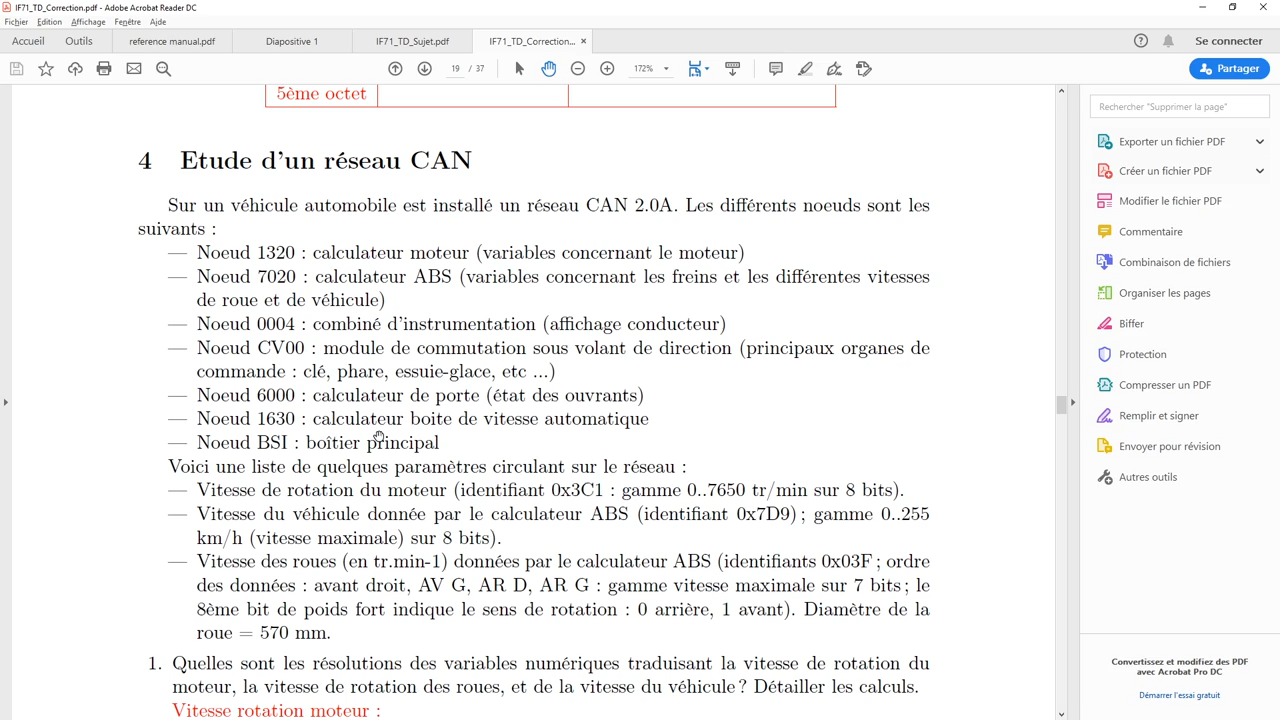 IF71_TD_Correction.pdf - Adobe Acrobat Reader DC
Fichier Edition Affichage Fenêtre Aide
Accueil Outils reference manual.pdf Diapositive 1 IF71_TD_Sujet.pdf IF71_TD_Correction... × Se connecter
19 / 37 172% Partager
5ème octet
4 Etude d'un réseau CAN
Sur un véhicule automobile est installé un réseau CAN 2.0A. Les différents noeuds sont les
suivants :
— Noeud 1320 : calculateur moteur (variables concernant le moteur)
— Noeud 7020 : calculateur ABS (variables concernant les freins et les différentes vitesses
de roue et de véhicule)
— Noeud 0004 : combiné d'instrumentation (affichage conducteur)
— Noeud CV00 : module de commutation sous volant de direction (principaux organes de
commande : clé, phare, essuie-glace, etc ...)
— Noeud 6000 : calculateur de porte (état des ouvrants)
— Noeud 1630 : calculateur boite de vitesse automatique
— Noeud BSI : boîtier principal
Voici une liste de quelques paramètres circulant sur le réseau :
— Vitesse de rotation du moteur (identifiant 0x3C1 : gamme 0..7650 tr/min sur 8 bits).
— Vitesse du véhicule donnée par le calculateur ABS (identifiant 0x7D9) ; gamme 0..255
km/h (vitesse maximale) sur 8 bits).
— Vitesse des roues (en tr.min-1) données par le calculateur ABS (identifiants 0x03F ; ordre
des données : avant droit, AV G, AR D, AR G : gamme vitesse maximale sur 7 bits ; le
8ème bit de poids fort indique le sens de rotation : 0 arrière, 1 avant). Diamètre de la
roue = 570 mm.
1. Quelles sont les résolutions des variables numériques traduisant la vitesse de rotation du
moteur, la vitesse de rotation des roues, et de la vitesse du véhicule ? Détailler les calculs.
Vitesse rotation moteur :
Rechercher "Supprimer la page"
Exporter un fichier PDF
Créer un fichier PDF
Modifier le fichier PDF
Commentaire
Combinaison de fichiers
Organiser les pages
Biffer
Protection
Compresser un PDF
Remplir et signer
Envoyer pour révision
Autres outils
Convertissez et modifiez des PDF
avec Acrobat Pro DC
Démarrer l'essai gratuit